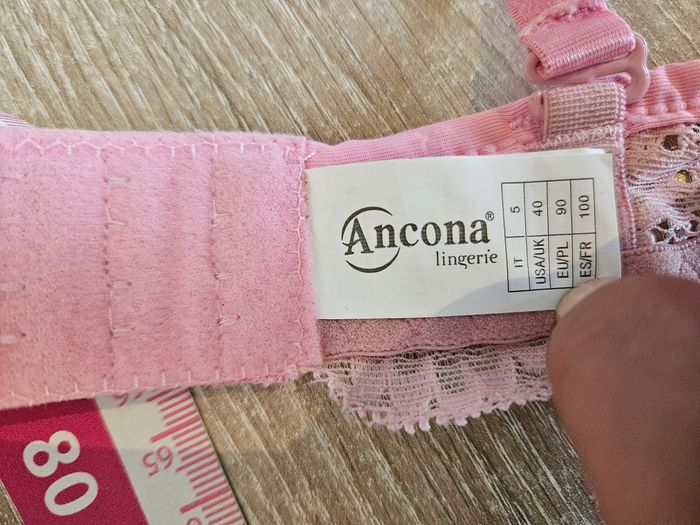 Ancona®
lingerie
IT 5
USA/UK 40
EU/PL 90
ES/FR 100
80
65